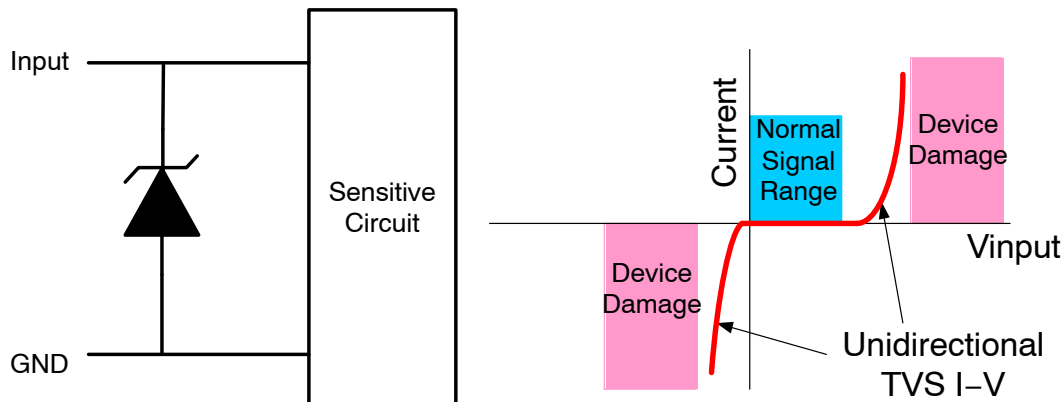 Input
GND
Sensitive
Circuit
Current
Normal
Signal
Range
Device
Damage
Vinput
Device
Damage
Unidirectional
TVS I−V